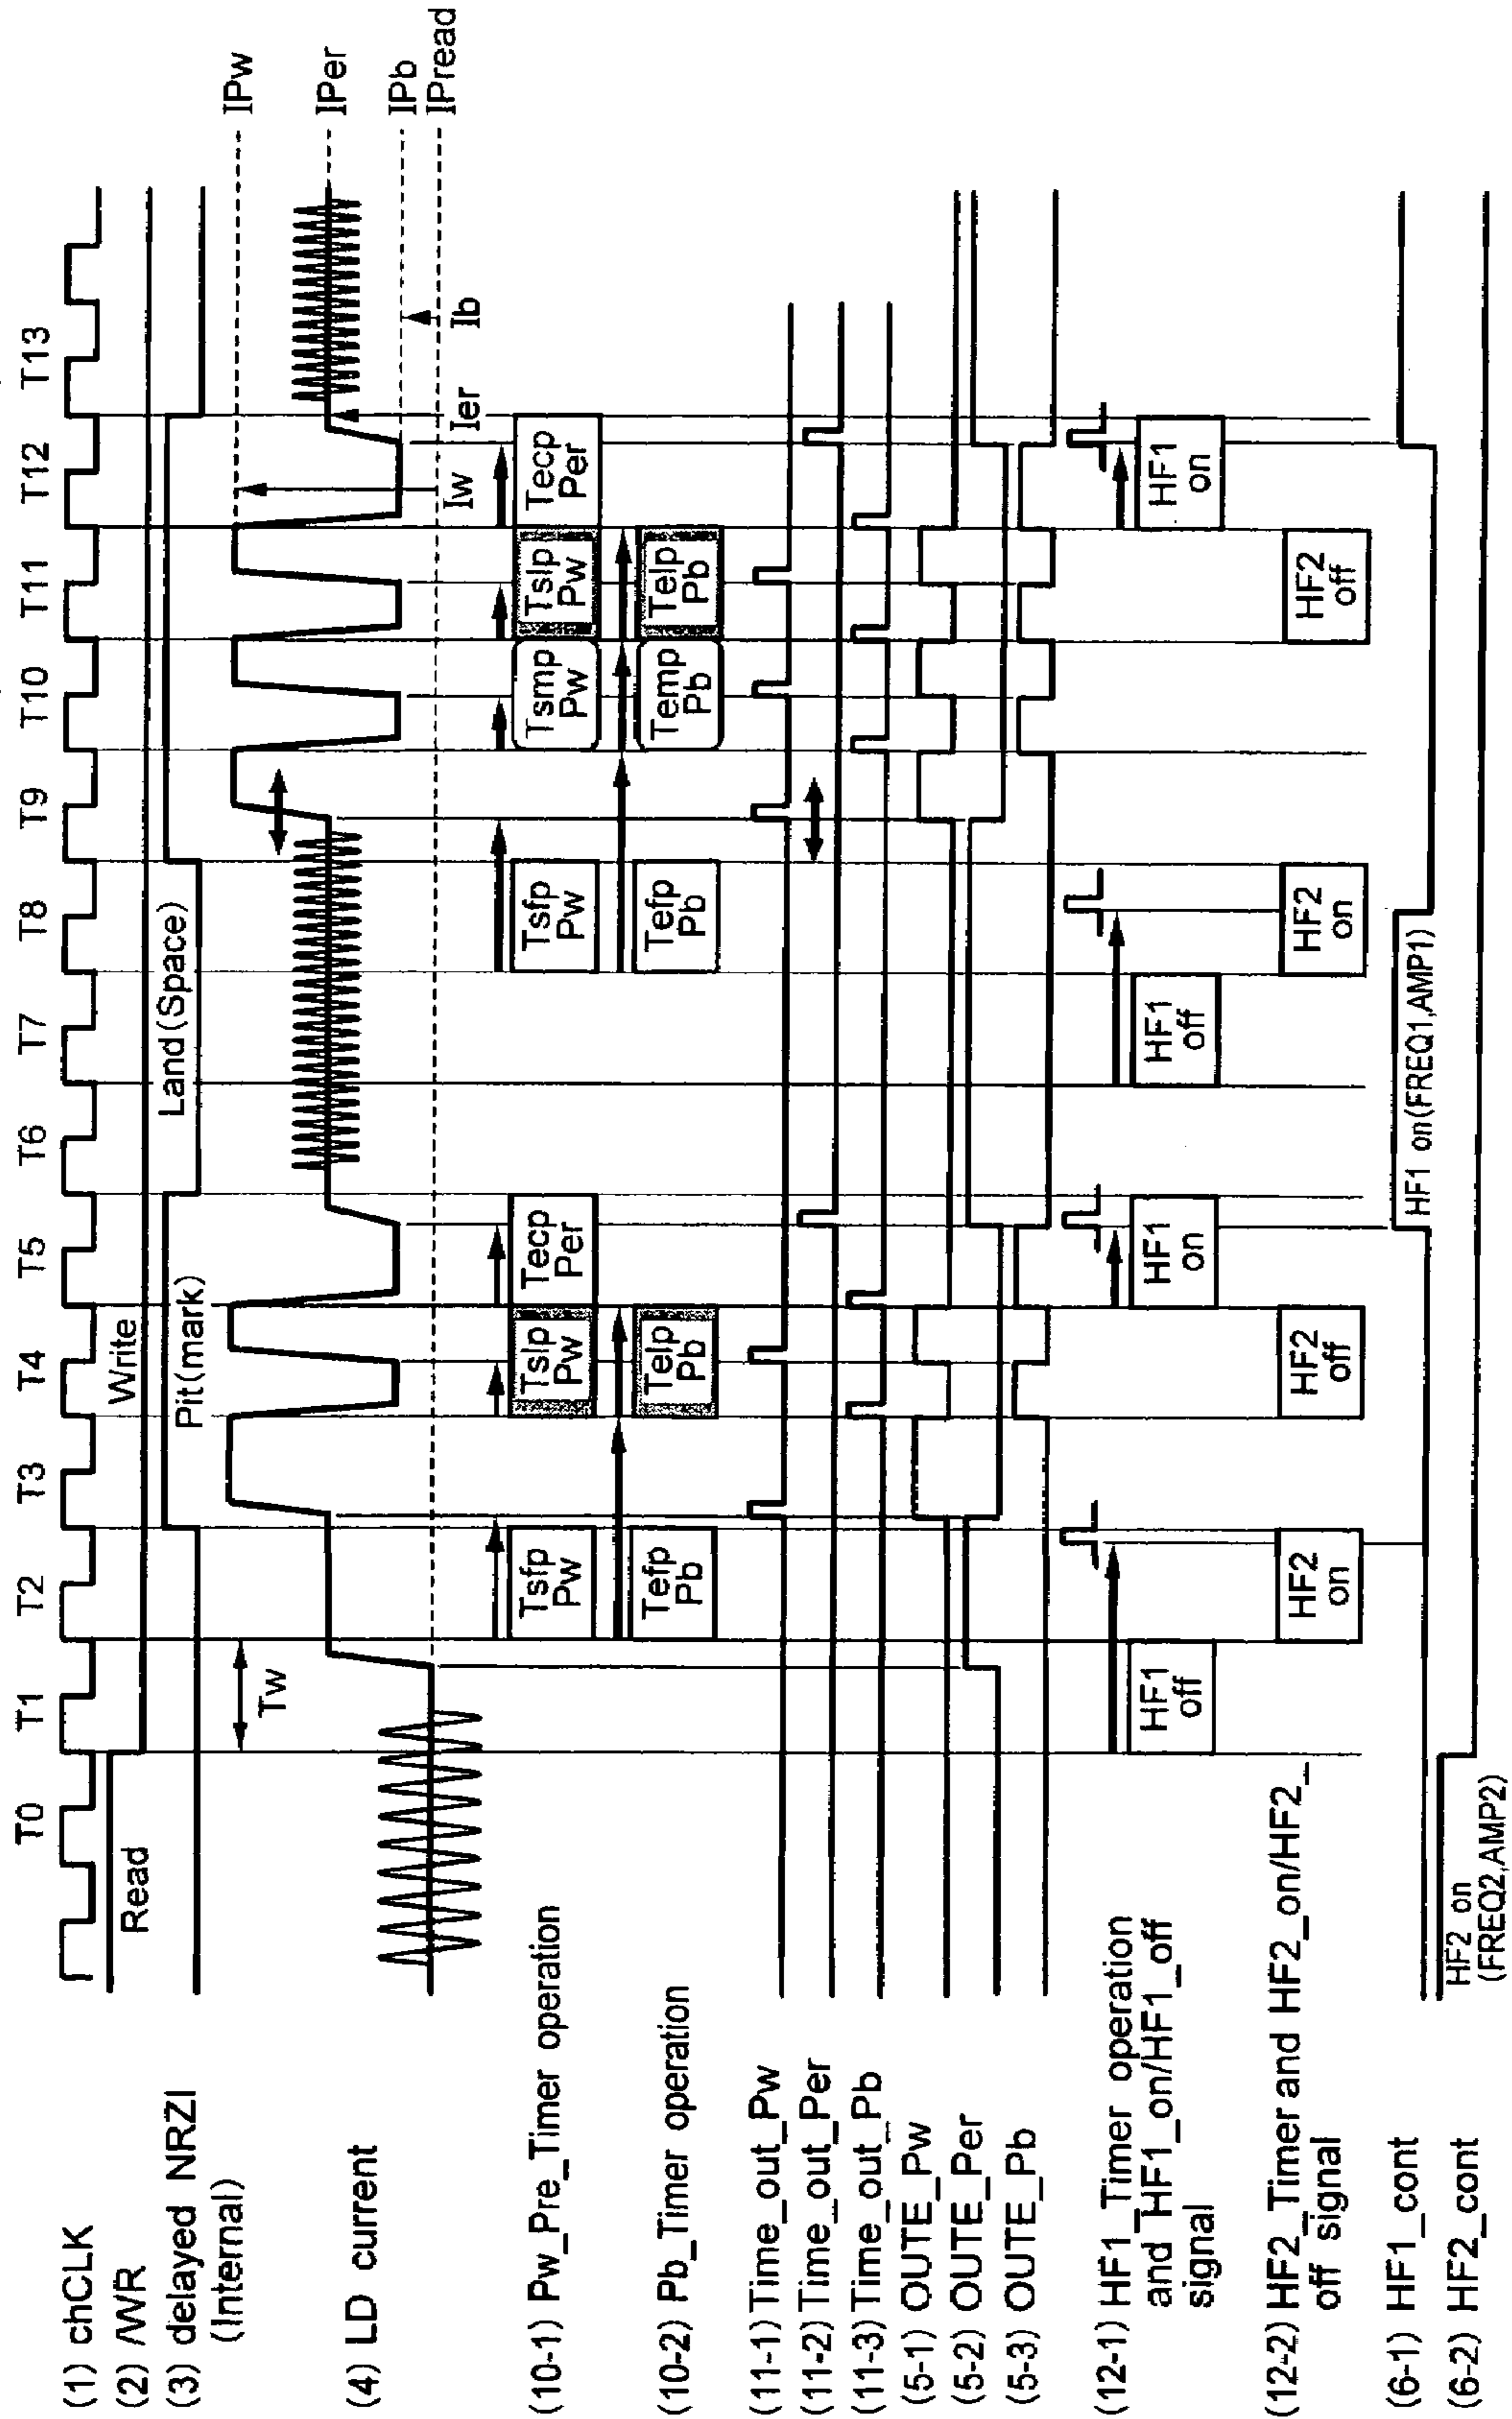 T0 T1 T2 T3 T4 T5 T6 T7 T8 T9 T10 T11 T12 T13
(1) chCLK
(2) /WR
Read
Write
(3) delayed NRZI
(Internal)
Pit(mark)
Land(Space)
Tw
(4) LD current
IPw
IPer
IPb
IPread
Iw
Ier
Ib
(10-1) Pw_Pre_Timer operation
Tsfp
Pw
Tslp
Pw
Tecp
Per
Tsfp
Pw
Tsmp
Pw
Tslp
Pw
Tecp
Per
(10-2) Pb_Timer operation
Tefp
Pb
Telp
Pb
Tefp
Pb
Temp
Pb
Telp
Pb
(11-1) Time_out_Pw
(11-2) Time_out_Per
(11-3) Time_out_Pb
(5-1) OUTE_Pw
(5-2) OUTE_Per
(5-3) OUTE_Pb
(12-1) HF1_Timer operation
and HF1_on/HF1_off
signal
HF1
off
HF1
on
HF1
off
HF1
on
(12-2) HF2_Timer and HF2_on/HF2_
off signal
HF2
on
HF2
off
HF2
on
HF2
off
(6-1) HF1_cont
HF1 on(FREQ1,AMP1)
(6-2) HF2_cont
HF2 on
(FREQ2,AMP2)